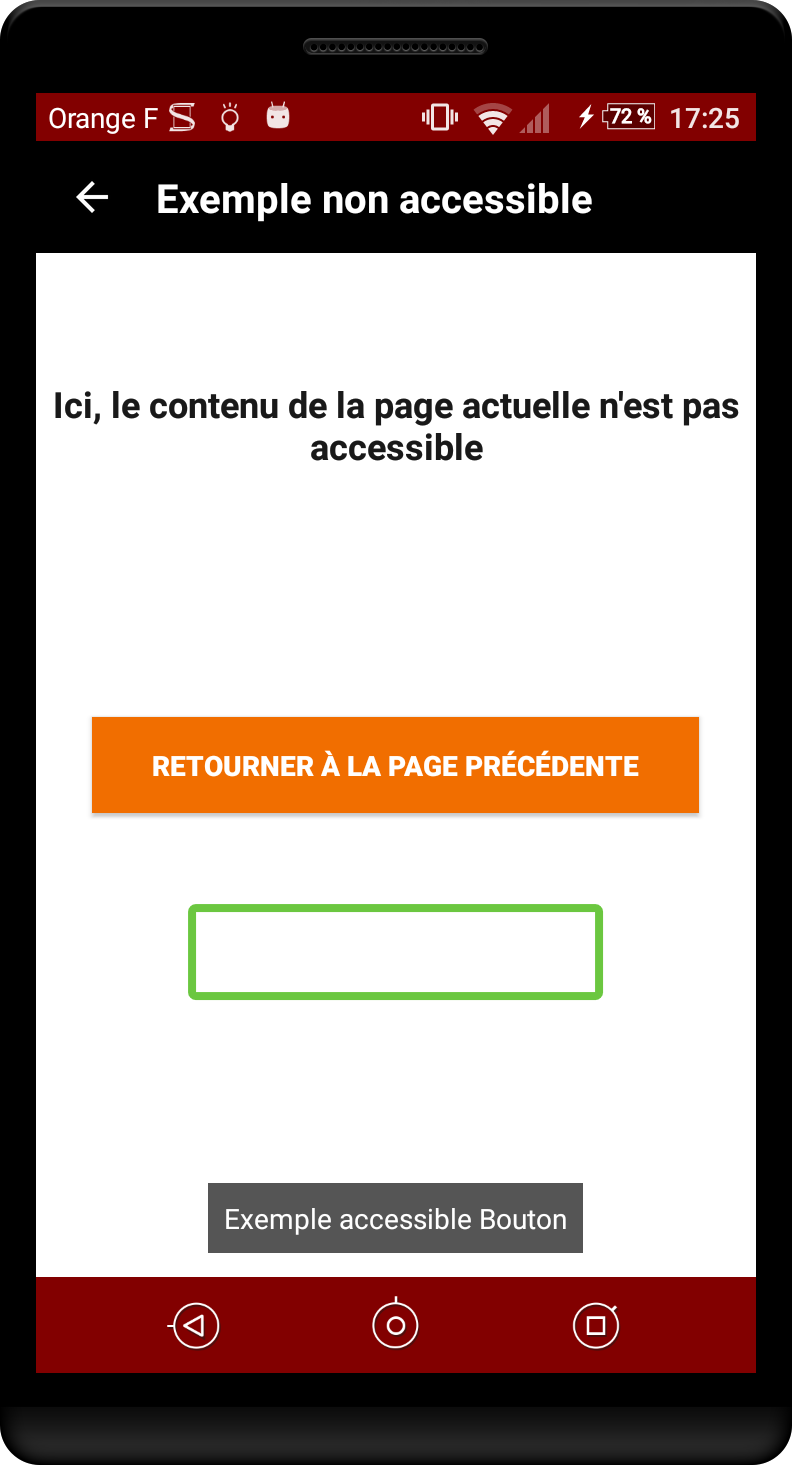 Orange F 72 % 17:25
Exemple non accessible
Ici, le contenu de la page actuelle n'est pas
accessible
RETOURNER À LA PAGE PRÉCÉDENTE
Exemple accessible Bouton